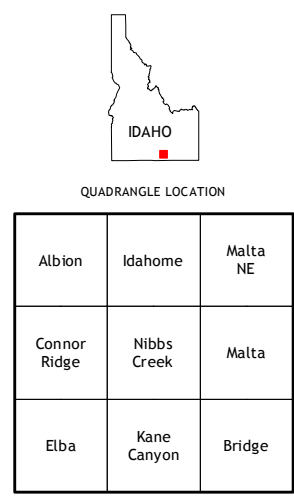 IDAHO
QUADRANGLE LOCATION
Albion
Idahome
Malta
NE
Connor
Ridge
Nibbs
Creek
Malta
Elba
Kane
Canyon
Bridge